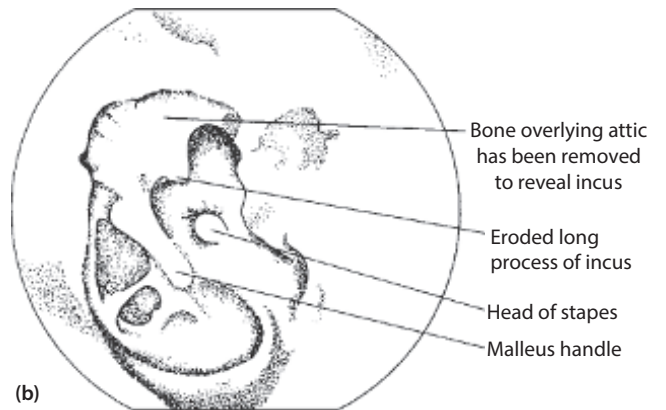 Bone overlying attic
has been removed
to reveal incus
Eroded long
process of incus
Head of stapes
Malleus handle
(b)